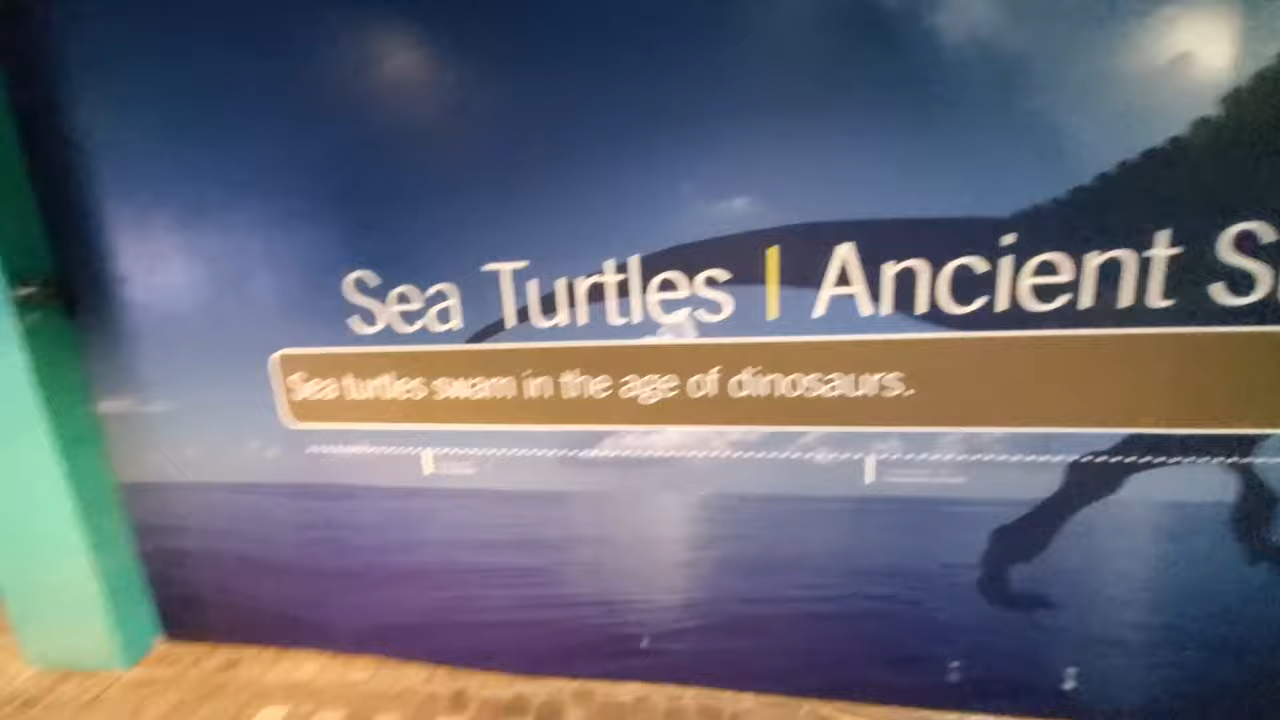 Sea Turtles | Ancient S
Sea turtles swam in the age of dinosaurs.